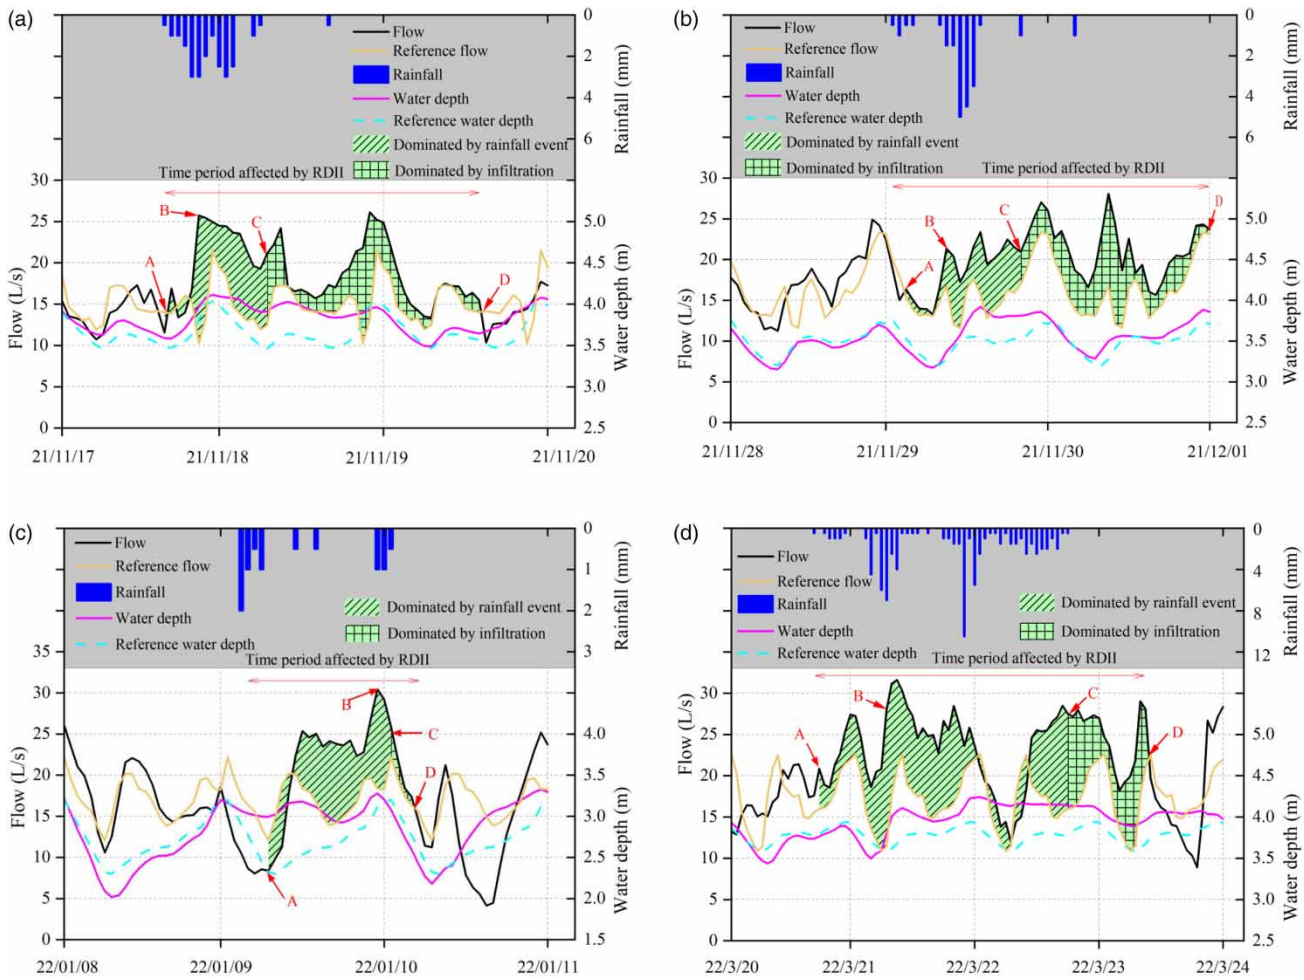 (a)
Flow
Reference flow
Rainfall
Water depth
Reference water depth
Dominated by rainfall event
Dominated by infiltration
Time period affected by RDII
0
2
4
6
Rainfall (mm)
30
25
20
15
10
5
0
Flow (L/s)
5.0
4.5
4.0
3.5
3.0
2.5
Water depth (m)
A
B
C
D
21/11/17
21/11/18
21/11/19
21/11/20
(b)
Flow
Reference flow
Rainfall
Water depth
Reference water depth
Dominated by rainfall event
Dominated by infiltration
Time period affected by RDII
0
2
4
6
Rainfall (mm)
30
25
20
15
10
5
0
Flow (L/s)
5.0
4.5
4.0
3.5
3.0
2.5
Water depth (m)
A
B
C
D
21/11/28
21/11/29
21/11/30
21/12/01
(c)
Flow
Reference flow
Rainfall
Water depth
Reference water depth
Dominated by rainfall event
Dominated by infiltration
Time period affected by RDII
0
1
2
3
Rainfall (mm)
35
30
25
20
15
10
5
0
Flow (L/s)
4.0
3.5
3.0
2.5
2.0
1.5
Water depth (m)
A
B
C
D
22/01/08
22/01/09
22/01/10
22/01/11
(d)
Flow
Reference flow
Rainfall
Water depth
Reference water depth
Dominated by rainfall event
Dominated by infiltration
Time period affected by RDII
0
4
8
12
Rainfall (mm)
35
30
25
20
15
10
5
0
Flow (L/s)
5.0
4.5
4.0
3.5
3.0
2.5
Water depth (m)
A
B
C
D
22/3/20
22/3/21
22/3/22
22/3/23
22/3/24